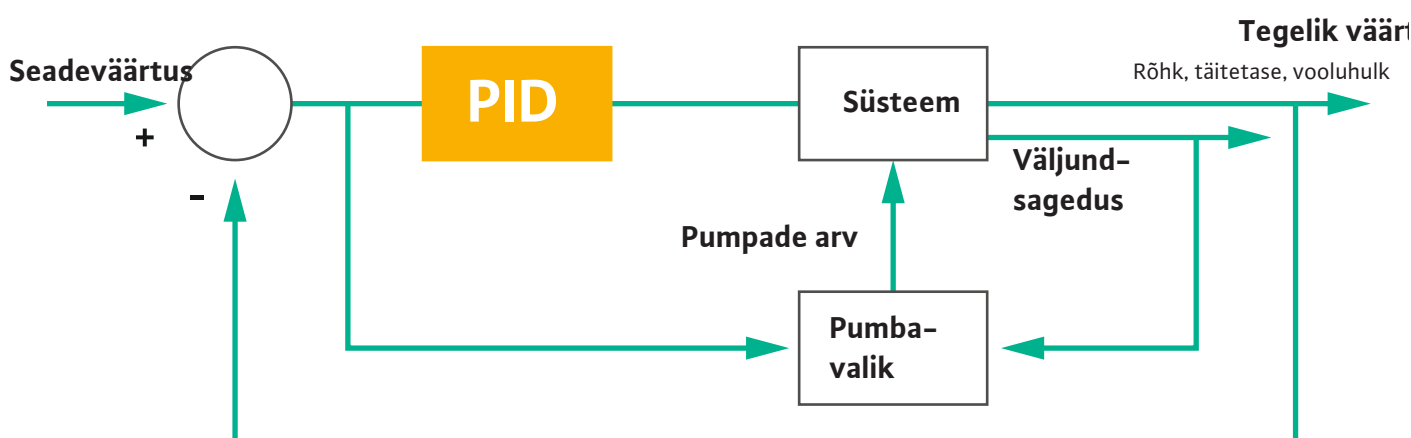 Tegelik väärt
Seadeväärtus
Rõhk, täitetase, vooluhulk
PID
Süsteem
+
Väljund-
sagedus
-
Pumpade arv
Pumba-
valik